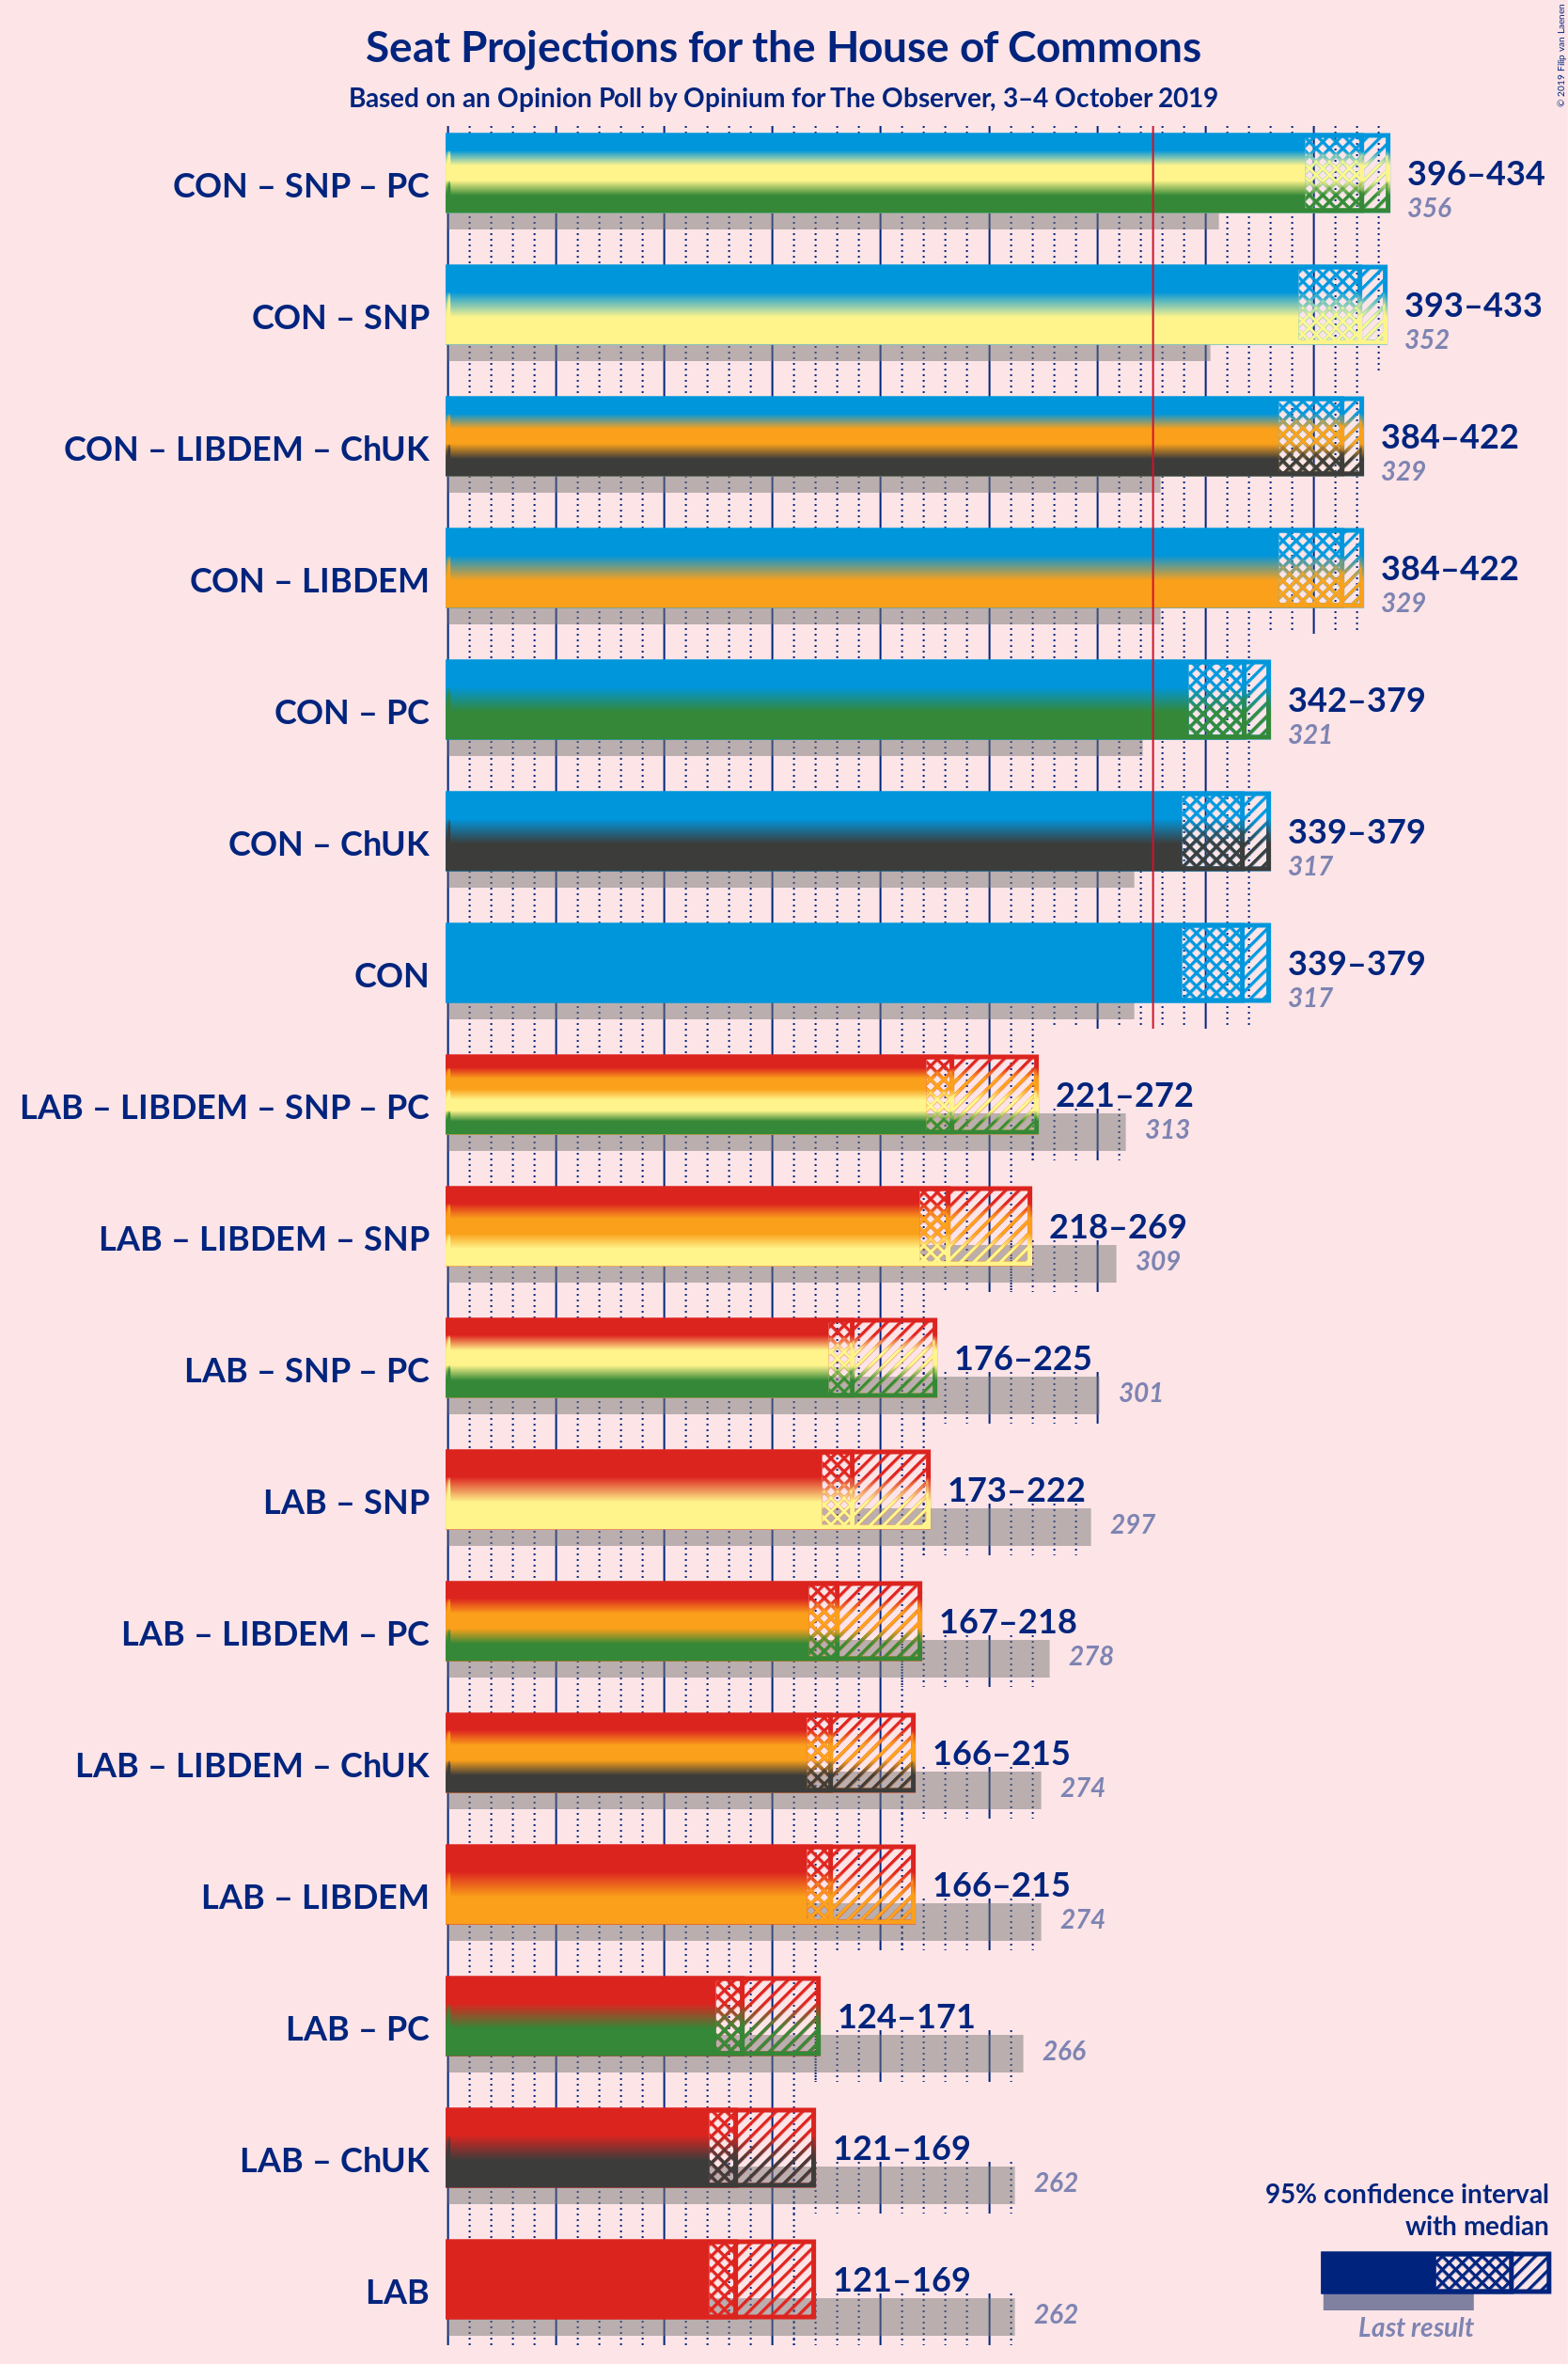 Seat Projections for the House of Commons
Based on an Opinion Poll by Opinium for The Observer, 3–4 October 2019
© 2019 Filip van Laenen
CON – SNP – PC
396–434
356
CON – SNP
393–433
352
CON – LIBDEM – ChUK
384–422
329
CON – LIBDEM
384–422
329
CON – PC
342–379
321
CON – ChUK
339–379
317
CON
339–379
317
LAB – LIBDEM – SNP – PC
221–272
313
LAB – LIBDEM – SNP
218–269
309
LAB – SNP – PC
176–225
301
LAB – SNP
173–222
297
LAB – LIBDEM – PC
167–218
278
LAB – LIBDEM – ChUK
166–215
274
LAB – LIBDEM
166–215
274
LAB – PC
124–171
266
LAB – ChUK
121–169
262
LAB
121–169
262
95% confidence interval
with median
Last result